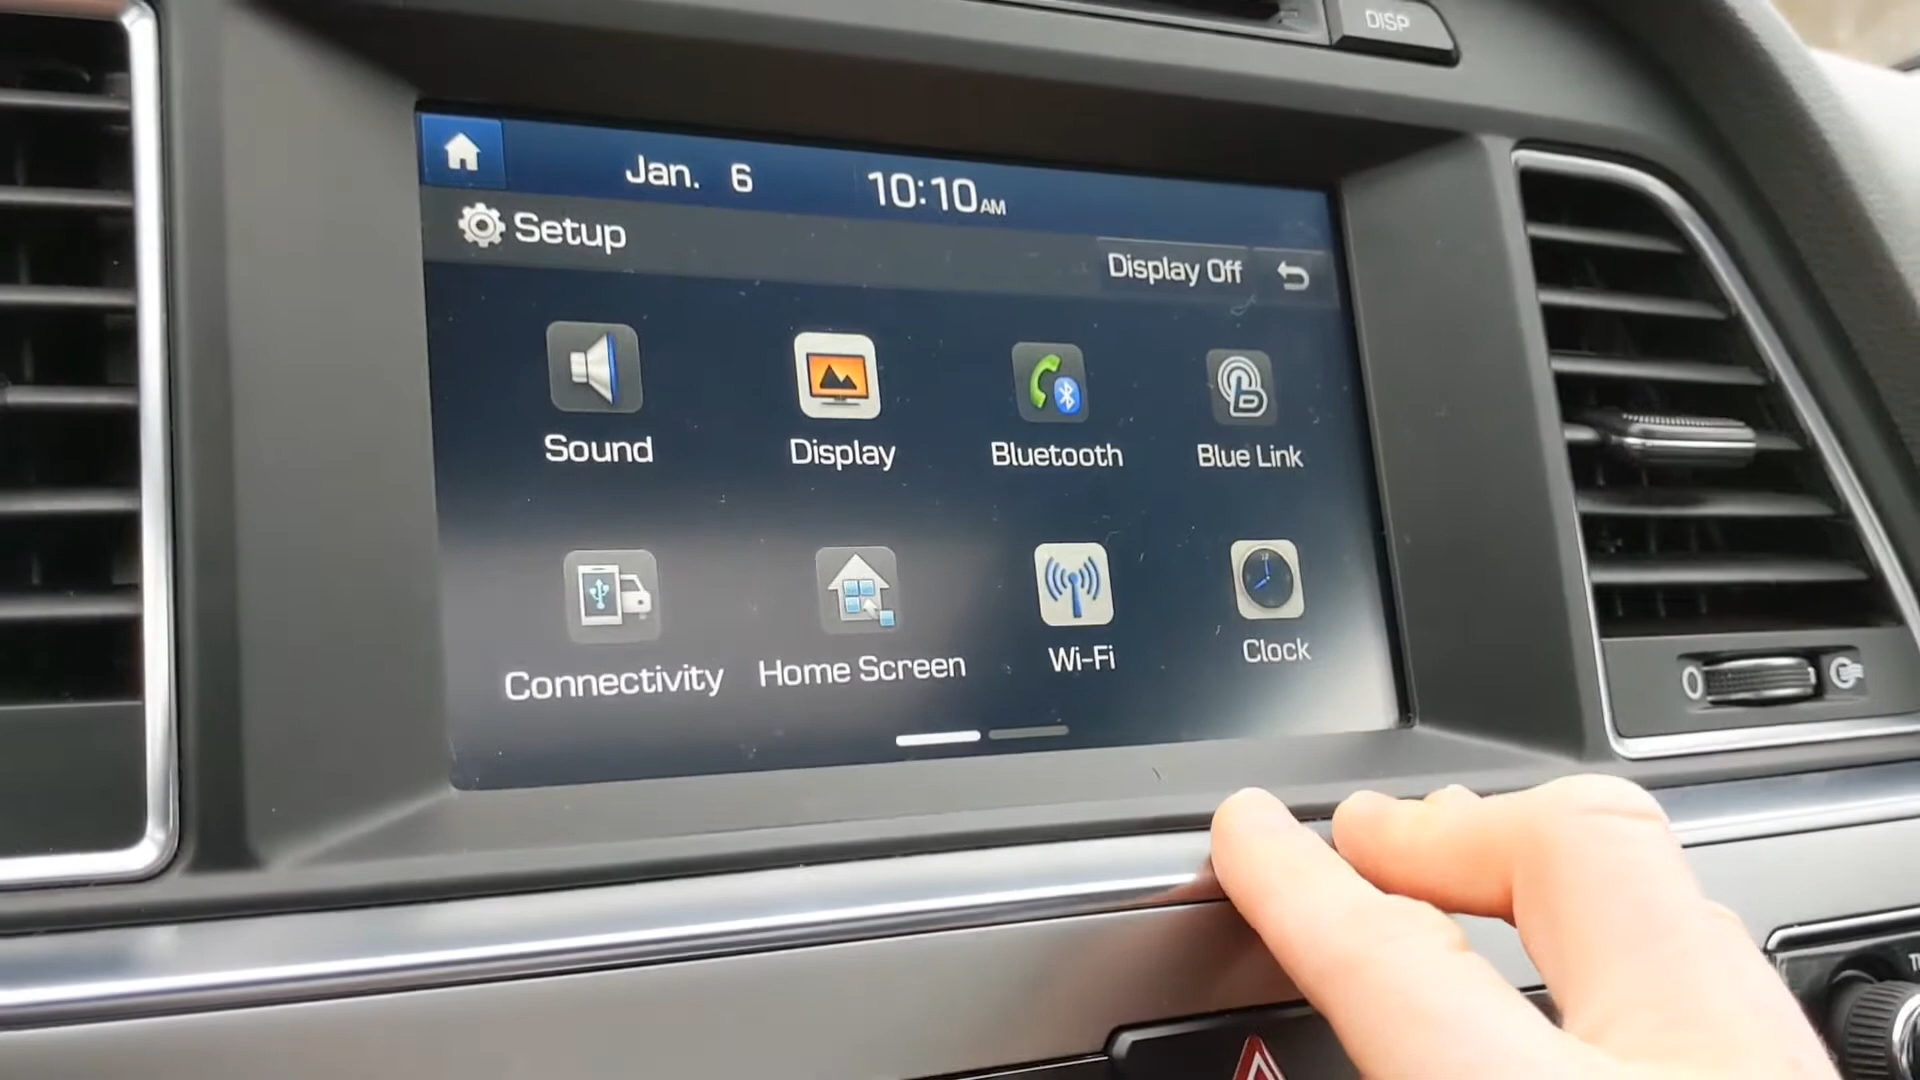 DISP
Jan. 6 10:10 AM
Setup
Display Off
Sound Display Bluetooth Blue Link
Connectivity Home Screen Wi-Fi Clock